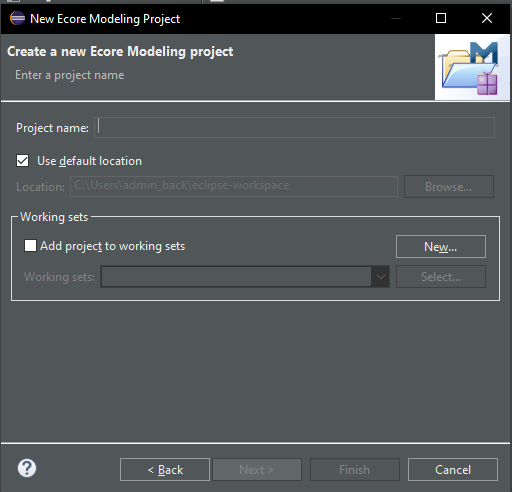 New Ecore Modeling Project
Create a new Ecore Modeling project
Enter a project name
M
Project name:
Use default location
Location: C:\Users\admin_back\eclipse-workspace Browse...
Working sets
Add project to working sets New...
Working sets: Select...
? < Back Next > Finish Cancel